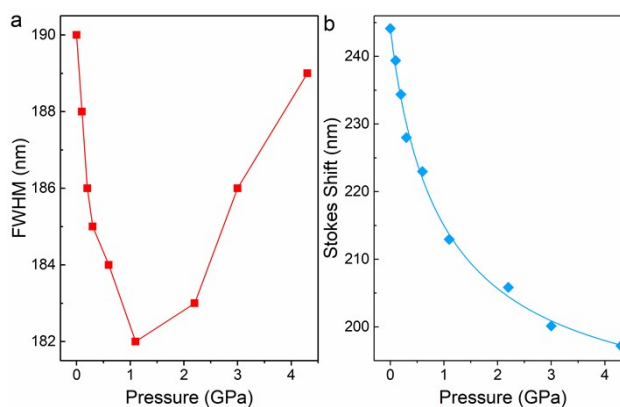 a
190
188
186
184
182
FWHM (nm)
0 1 2 3 4
Pressure (GPa)
b
240
230
220
210
200
Stokes Shift (nm)
0 1 2 3 4
Pressure (GPa)